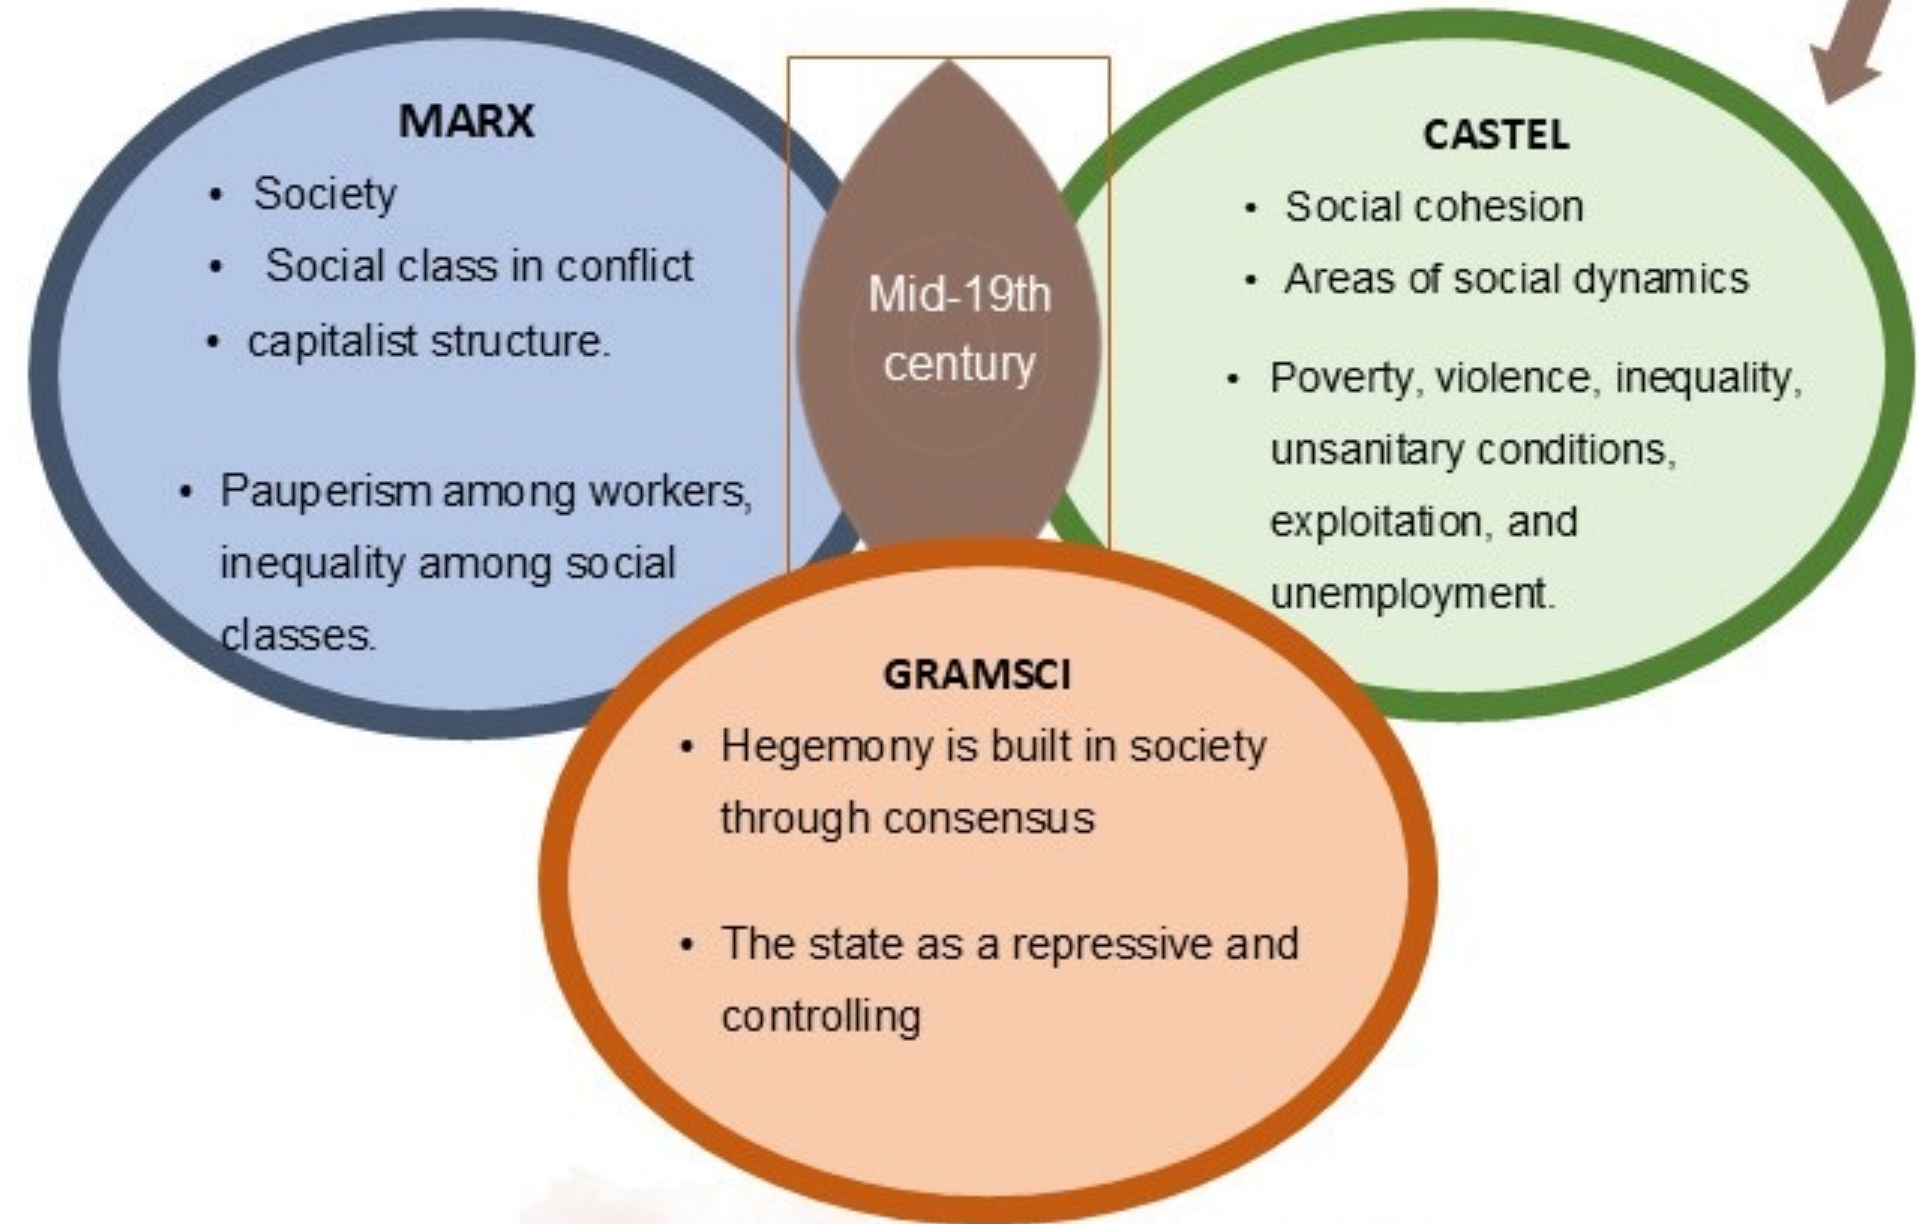 MARX
• Society
• Social class in conflict
• capitalist structure.
• Pauperism among workers,
inequality among social
classes.
Mid-19th
century
CASTEL
• Social cohesion
• Areas of social dynamics
• Poverty, violence, inequality,
unsanitary conditions,
exploitation, and
unemployment.
GRAMSCI
• Hegemony is built in society
through consensus
• The state as a repressive and
controlling